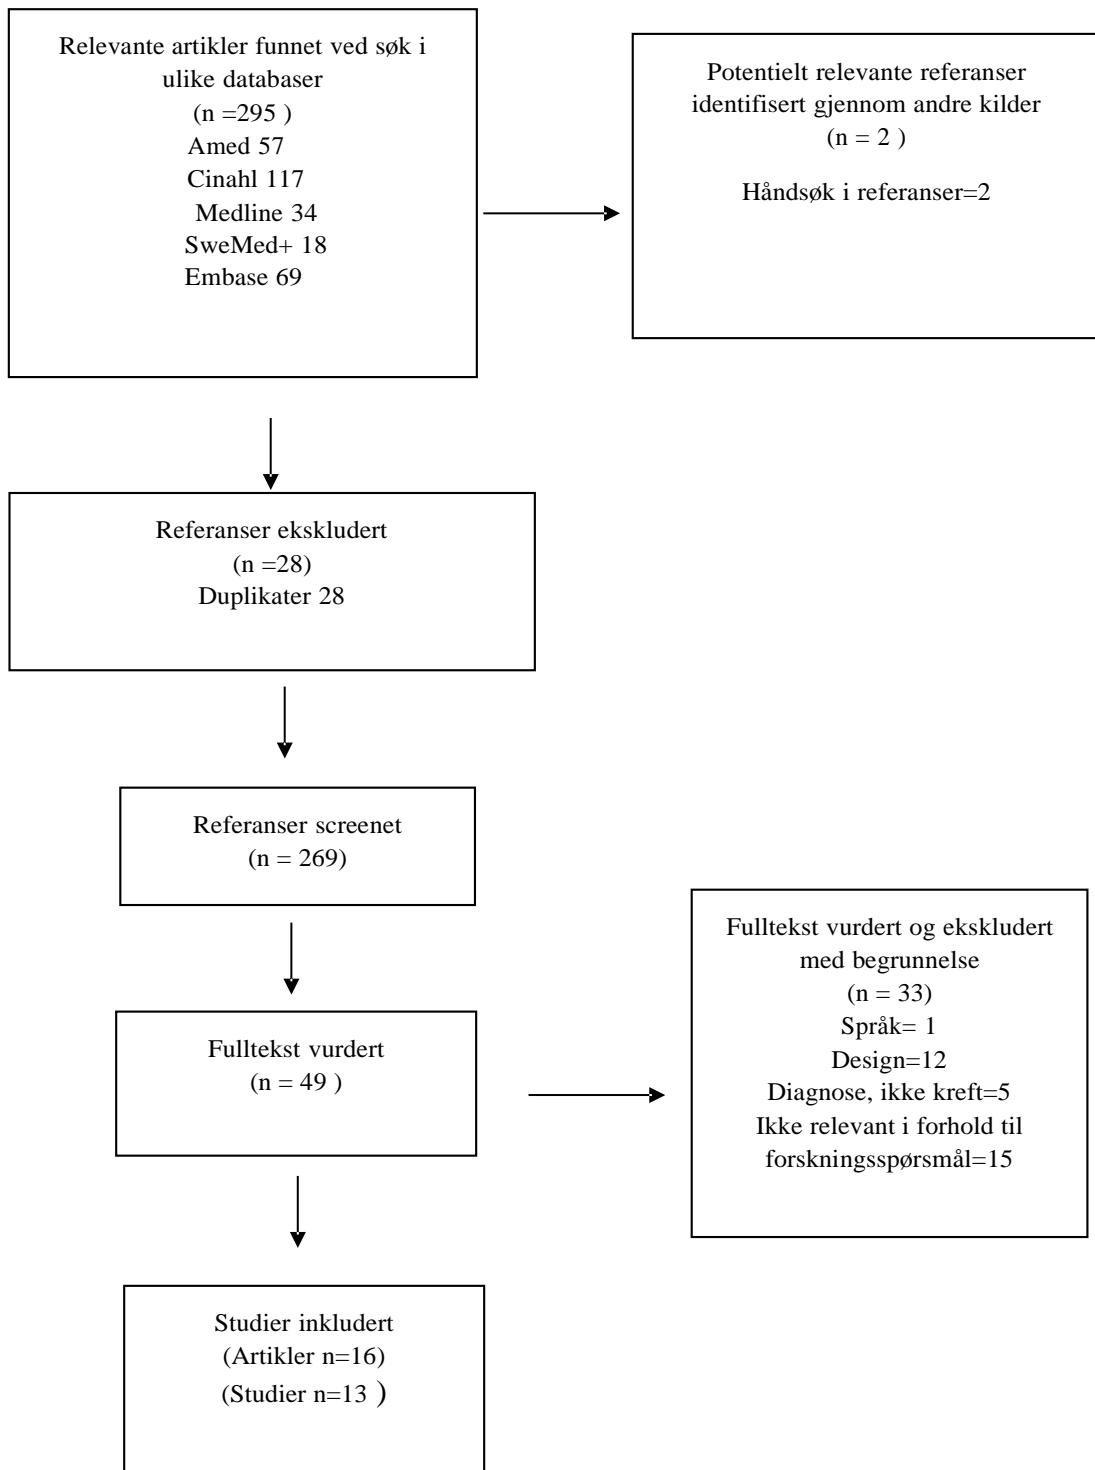 Relevante artikler funnet ved søk i
ulike databaser
(n =295 )
Amed 57
Cinahl 117
Medline 34
SweMed+ 18
Embase 69
Potentielt relevante referanser
identifisert gjennom andre kilder
(n = 2 )
Håndsøk i referanser=2
Referanser ekskludert
(n =28)
Duplikater 28
Referanser screenet
(n = 269)
Fulltekst vurdert
(n = 49 )
Fulltekst vurdert og ekskludert
med begrunnelse
(n = 33)
Språk= 1
Design=12
Diagnose, ikke kreft=5
Ikke relevant i forhold til
forskningsspørsmål=15
Studier inkludert
(Artikler n=16)
(Studier n=13 )